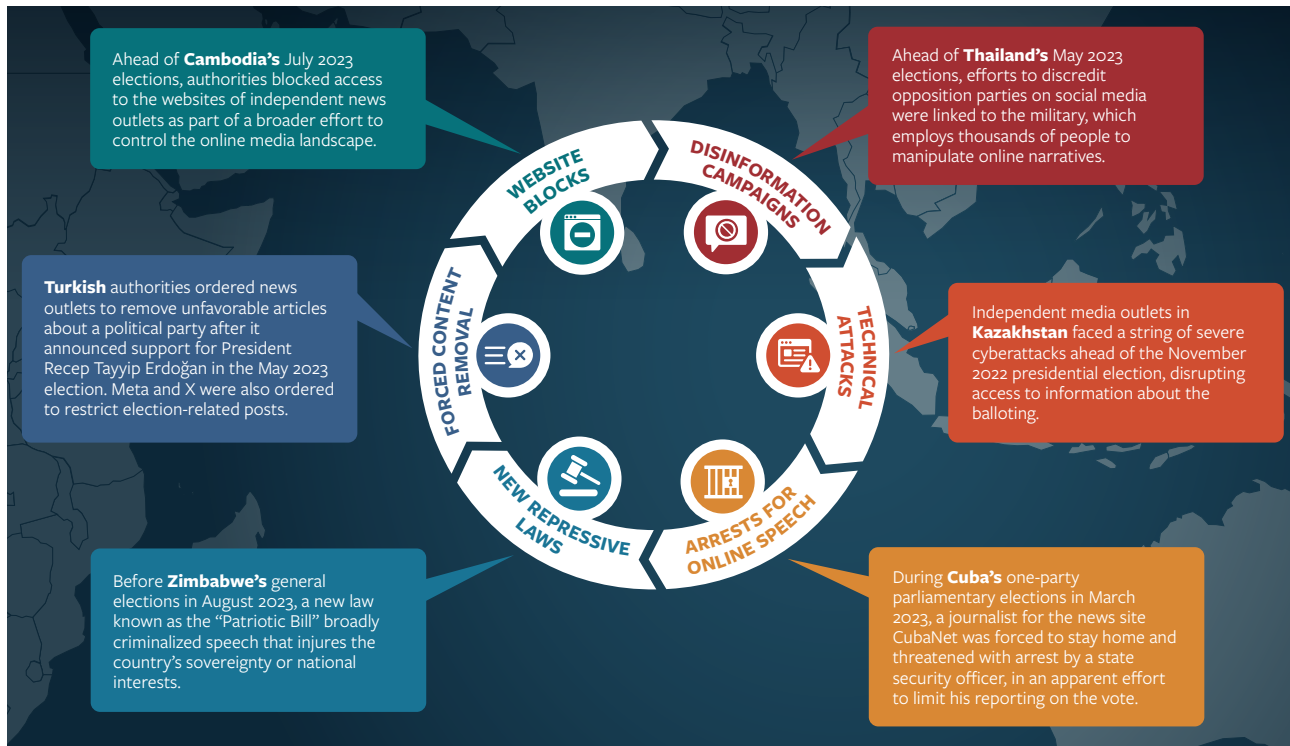 Ahead of Cambodia's July 2023
elections, authorities blocked access
to the websites of independent news
outlets as part of a broader effort to
control the online media landscape.
Ahead of Thailand's May 2023
elections, efforts to discredit
opposition parties on social media
were linked to the military, which
employs thousands of people to
manipulate online narratives.
WEBSITE
BLOCKS
DISINFORMATION
CAMPAIGNS
Turkish authorities ordered news
outlets to remove unfavorable articles
about a political party after it
announced support for President
Recep Tayyip Erdoğan in the May 2023
election. Meta and X were also ordered
to restrict election-related posts.
FORCED CONTENT
REMOVAL
TECHNICAL
ATTACKS
Independent media outlets in
Kazakhstan faced a string of severe
cyberattacks ahead of the November
2022 presidential election, disrupting
access to information about the
balloting.
NEW REPRESSIVE
LAWS
ARRESTS FOR
ONLINE SPEECH
Before Zimbabwe's general
elections in August 2023, a new law
known as the “Patriotic Bill” broadly
criminalized speech that injures the
country's sovereignty or national
interests.
During Cuba's one-party
parliamentary elections in March
2023, a journalist for the news site
CubaNet was forced to stay home and
threatened with arrest by a state
security officer, in an apparent effort
to limit his reporting on the vote.